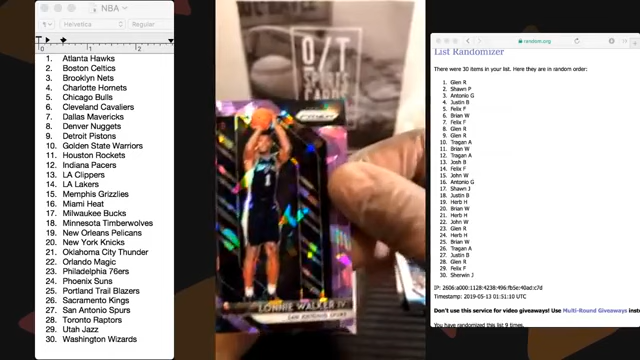 NBA
Helvetica
Regular
1. Atlanta Hawks
2. Boston Celtics
3. Brooklyn Nets
4. Charlotte Hornets
5. Chicago Bulls
6. Cleveland Cavaliers
7. Dallas Mavericks
8. Denver Nuggets
9. Detroit Pistons
10. Golden State Warriors
11. Houston Rockets
12. Indiana Pacers
13. LA Clippers
14. LA Lakers
15. Memphis Grizzlies
16. Miami Heat
17. Milwaukee Bucks
18. Minnesota Timberwolves
19. New Orleans Pelicans
20. New York Knicks
21. Oklahoma City Thunder
22. Orlando Magic
23. Philadelphia 76ers
24. Phoenix Suns
25. Portland Trail Blazers
26. Sacramento Kings
27. San Antonio Spurs
28. Toronto Raptors
29. Utah Jazz
30. Washington Wizards
O/T
SPORTS
CARDS
PRIZM
LONNIE WALKER IV
SAN ANTONIO SPURS
random.org
List Randomizer
There were 30 items in your list. Here they are in random order:
1. Glen R
2. Shawn P
3. Antonio G
4. Justin B
5. Felix F
6. Brian W
7. Felix F
8. Glen R
9. Glen R
10. Tragan A
11. Brian W
12. Tragan A
13. Josh B
14. Felix F
15. John W
16. Antonio G
17. Shawn J
18. Justin B
19. Herb H
20. Brian W
21. Herb H
22. John W
23. Glen R
24. Herb H
25. Brian W
26. Tragan A
27. Justin B
28. Glen R
29. Felix F
30. Sherwin J
IP: 2606:a000:1128:4238:496:fb5e:40ad:c7d
Timestamp: 2019-05-13 01:51:10 UTC
Don't use this service for video giveaways! Use Multi-Round Giveaways inst
You have randomized this list 9 times.